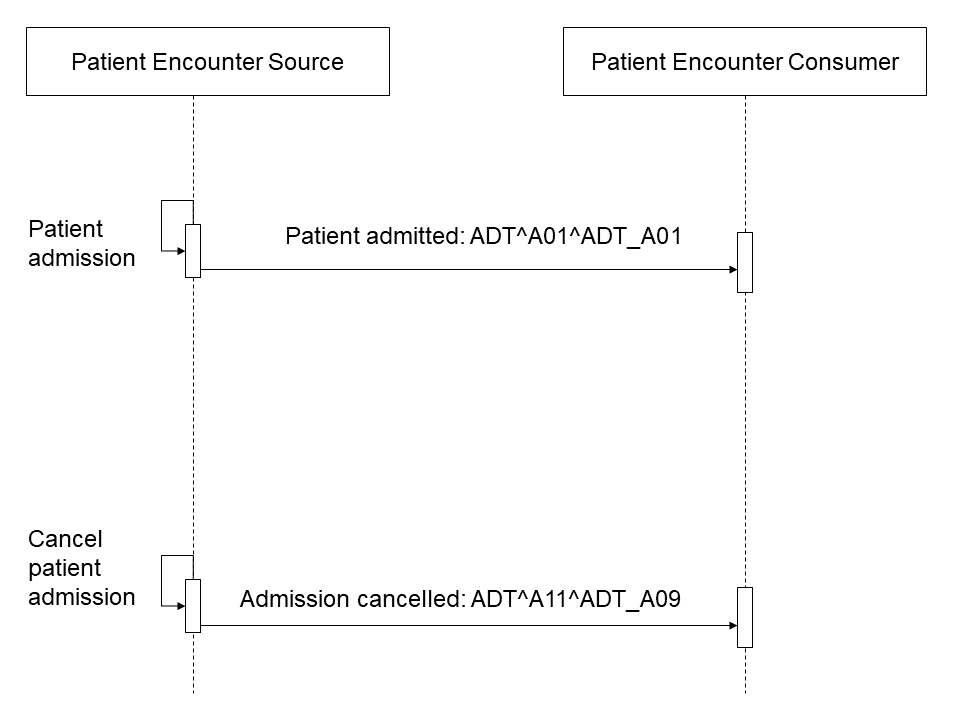 Patient Encounter Source
Patient Encounter Consumer
Patient
admission
Patient admitted: ADT^A01^ADT_A01
Cancel
patient
admission
Admission cancelled: ADT^A11^ADT_A09